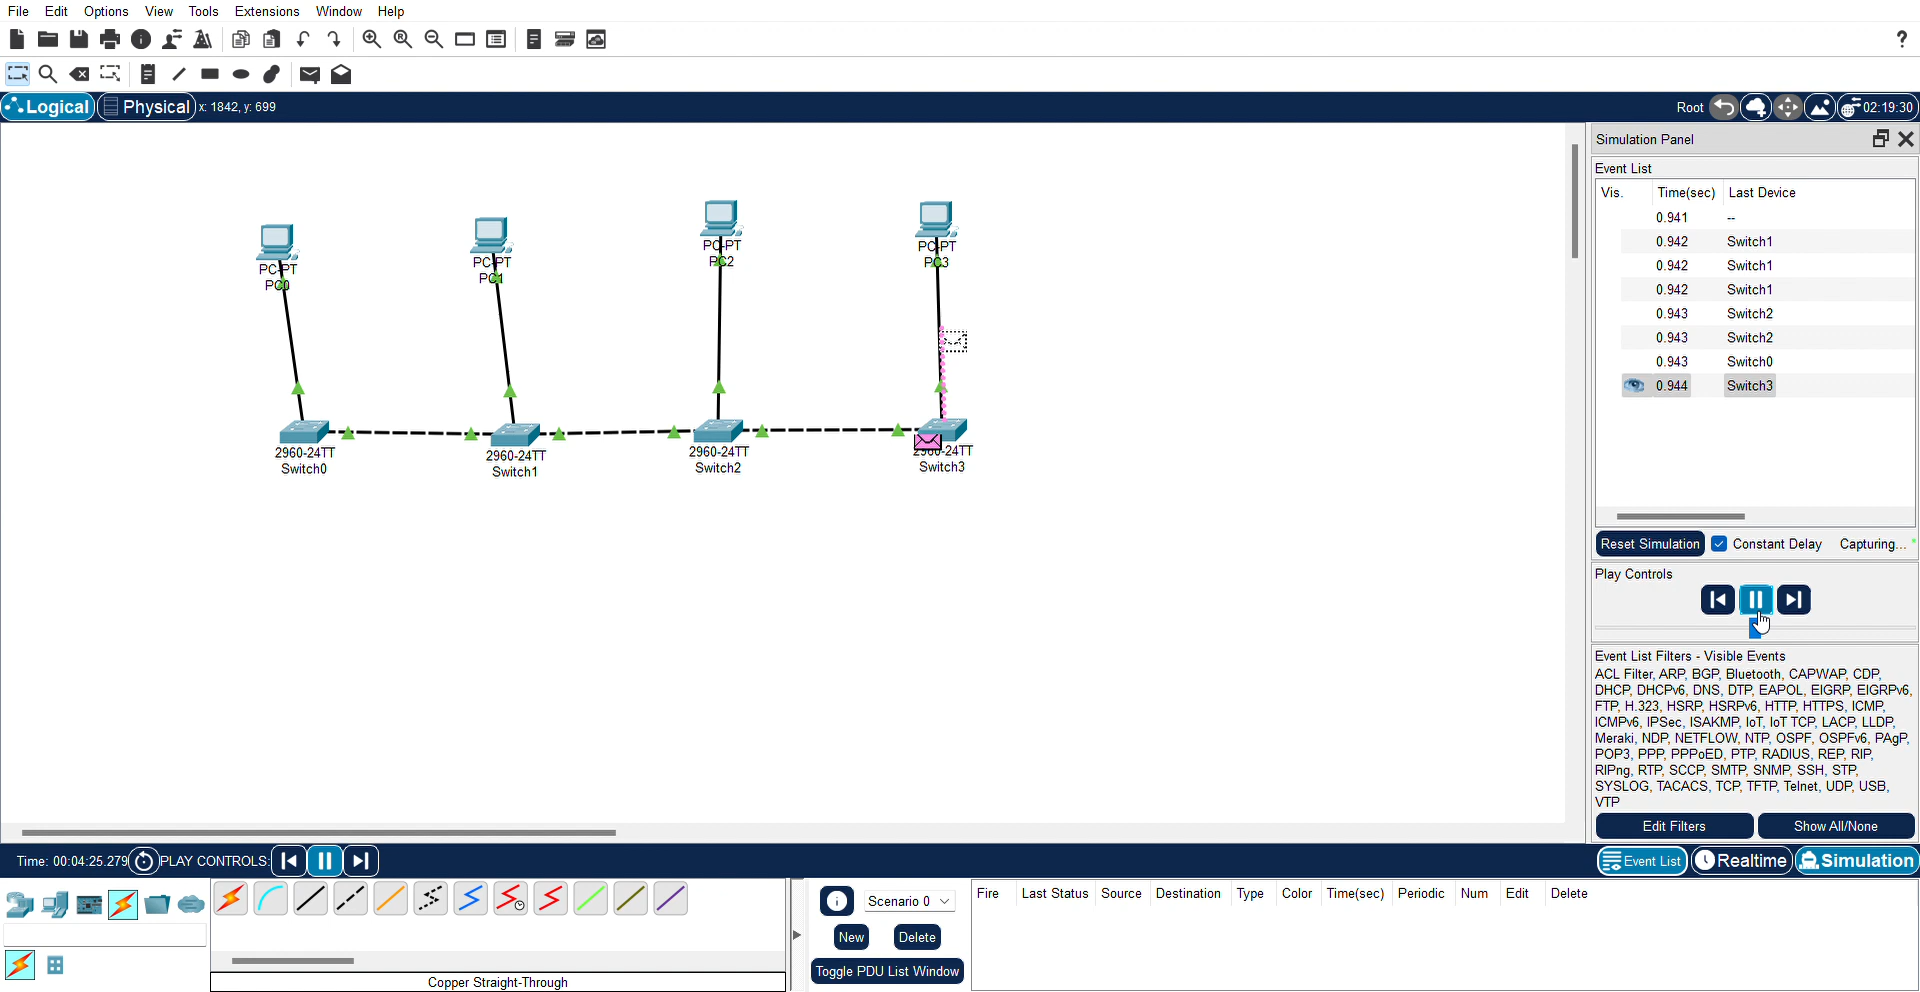 File Edit Options View Tools Extensions Window Help
Logical Physical x: 1842, y: 699 Root 02:19:30
Simulation Panel
Event List
Vis. Time(sec) Last Device
0.941 --
0.942 Switch1
0.942 Switch1
0.942 Switch1
0.943 Switch2
0.943 Switch2
0.943 Switch0
0.944 Switch3
Reset Simulation Constant Delay Capturing...
Play Controls
Event List Filters - Visible Events
ACL Filter, ARP, BGP, Bluetooth, CAPWAP, CDP,
DHCP, DHCPv6, DNS, DTP, EAPOL, EIGRP, EIGRPv6,
FTP, H.323, HSRP, HSRPv6, HTTP, HTTPS, ICMP,
ICMPv6, IPSec, ISAKMP, IoT, IoT TCP, LACP, LLDP,
Meraki, NDP, NETFLOW, NTP, OSPF, OSPFv6, PAgP,
POP3, PPP, PPPoED, PTP, RADIUS, REP, RIP,
RIPng, RTP, SCCP, SMTP, SNMP, SSH, STP,
SYSLOG, TACACS, TCP, TFTP, Telnet, UDP, USB,
VTP
Edit Filters Show All/None
PC-PT
PC0
PC-PT
PC1
PC-PT
PC2
PC-PT
PC3
2960-24TT
Switch0
2960-24TT
Switch1
2960-24TT
Switch2
2960-24TT
Switch3
Time: 00:04:25.279 PLAY CONTROLS: Event List Realtime Simulation
Scenario 0
New Delete
Toggle PDU List Window
Fire Last Status Source Destination Type Color Time(sec) Periodic Num Edit Delete
Copper Straight-Through